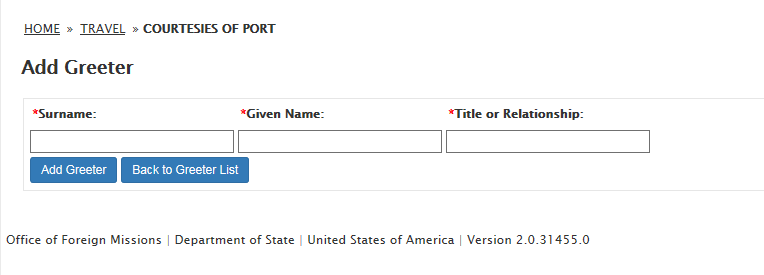 HOME » TRAVEL » COURTESIES OF PORT
Add Greeter
*Surname: *Given Name: *Title or Relationship:
Add Greeter Back to Greeter List
Office of Foreign Missions | Department of State | United States of America | Version 2.0.31455.0